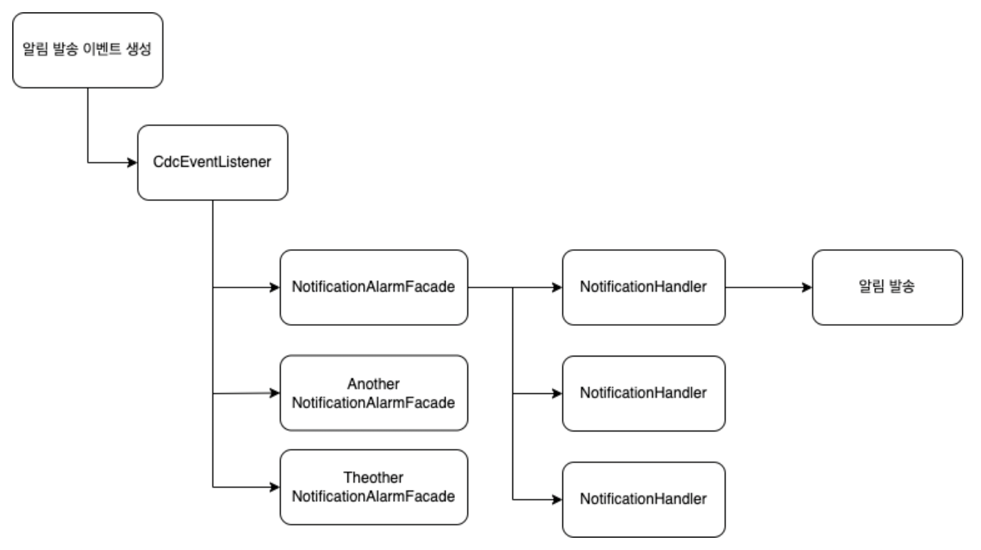 알림 발송 이벤트 생성
CdcEventListener
NotificationAlarmFacade
NotificationHandler
알림 발송
Another
NotificationAlarmFacade
NotificationHandler
Theother
NotificationAlarmFacade
NotificationHandler